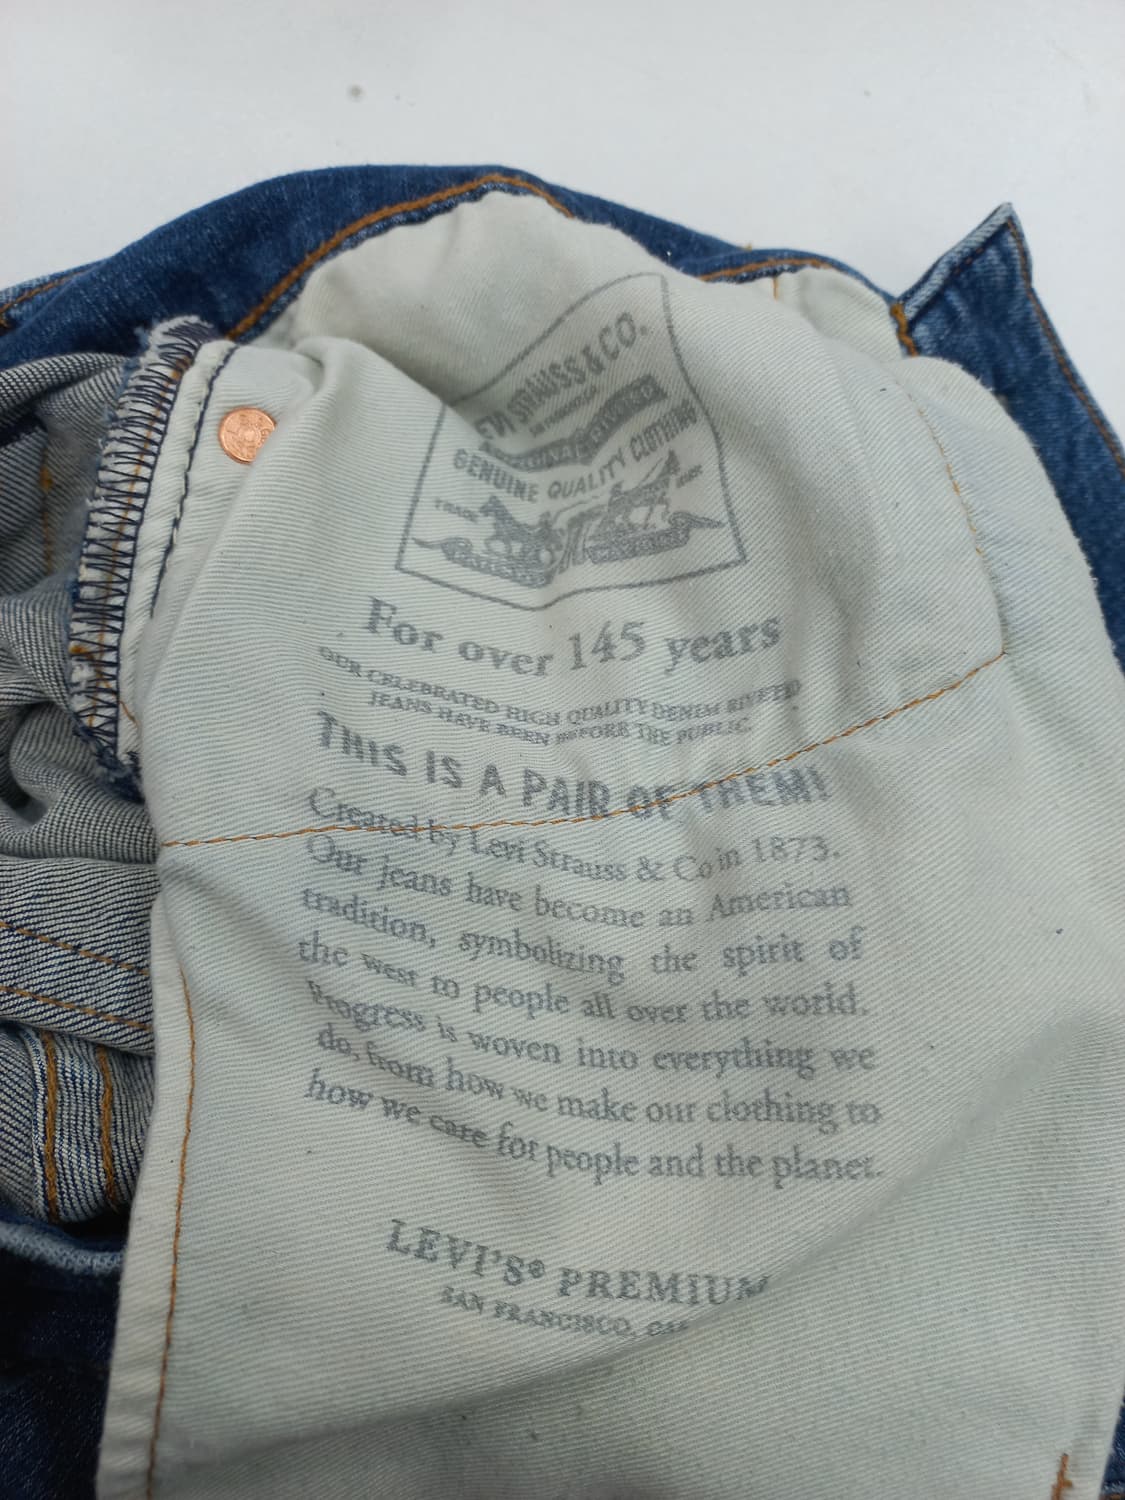 LEVI STRAUSS & CO.
GENUINE QUALITY CLOTHING
TRADE MARK
For over 145 years
OUR CELEBRATED HIGH QUALITY DENIM RIVETED
JEANS HAVE BEEN BEFORE THE PUBLIC
THIS IS A PAIR OF THEM!
Created by Levi Strauss & Co in 1873.
Our jeans have become an American
tradition, symbolizing the spirit of
the west to people all over the world.
Progress is woven into everything we
do, from how we make our clothing to
how we care for people and the planet.
LEVI'S® PREMIUM
SAN FRANCISCO,